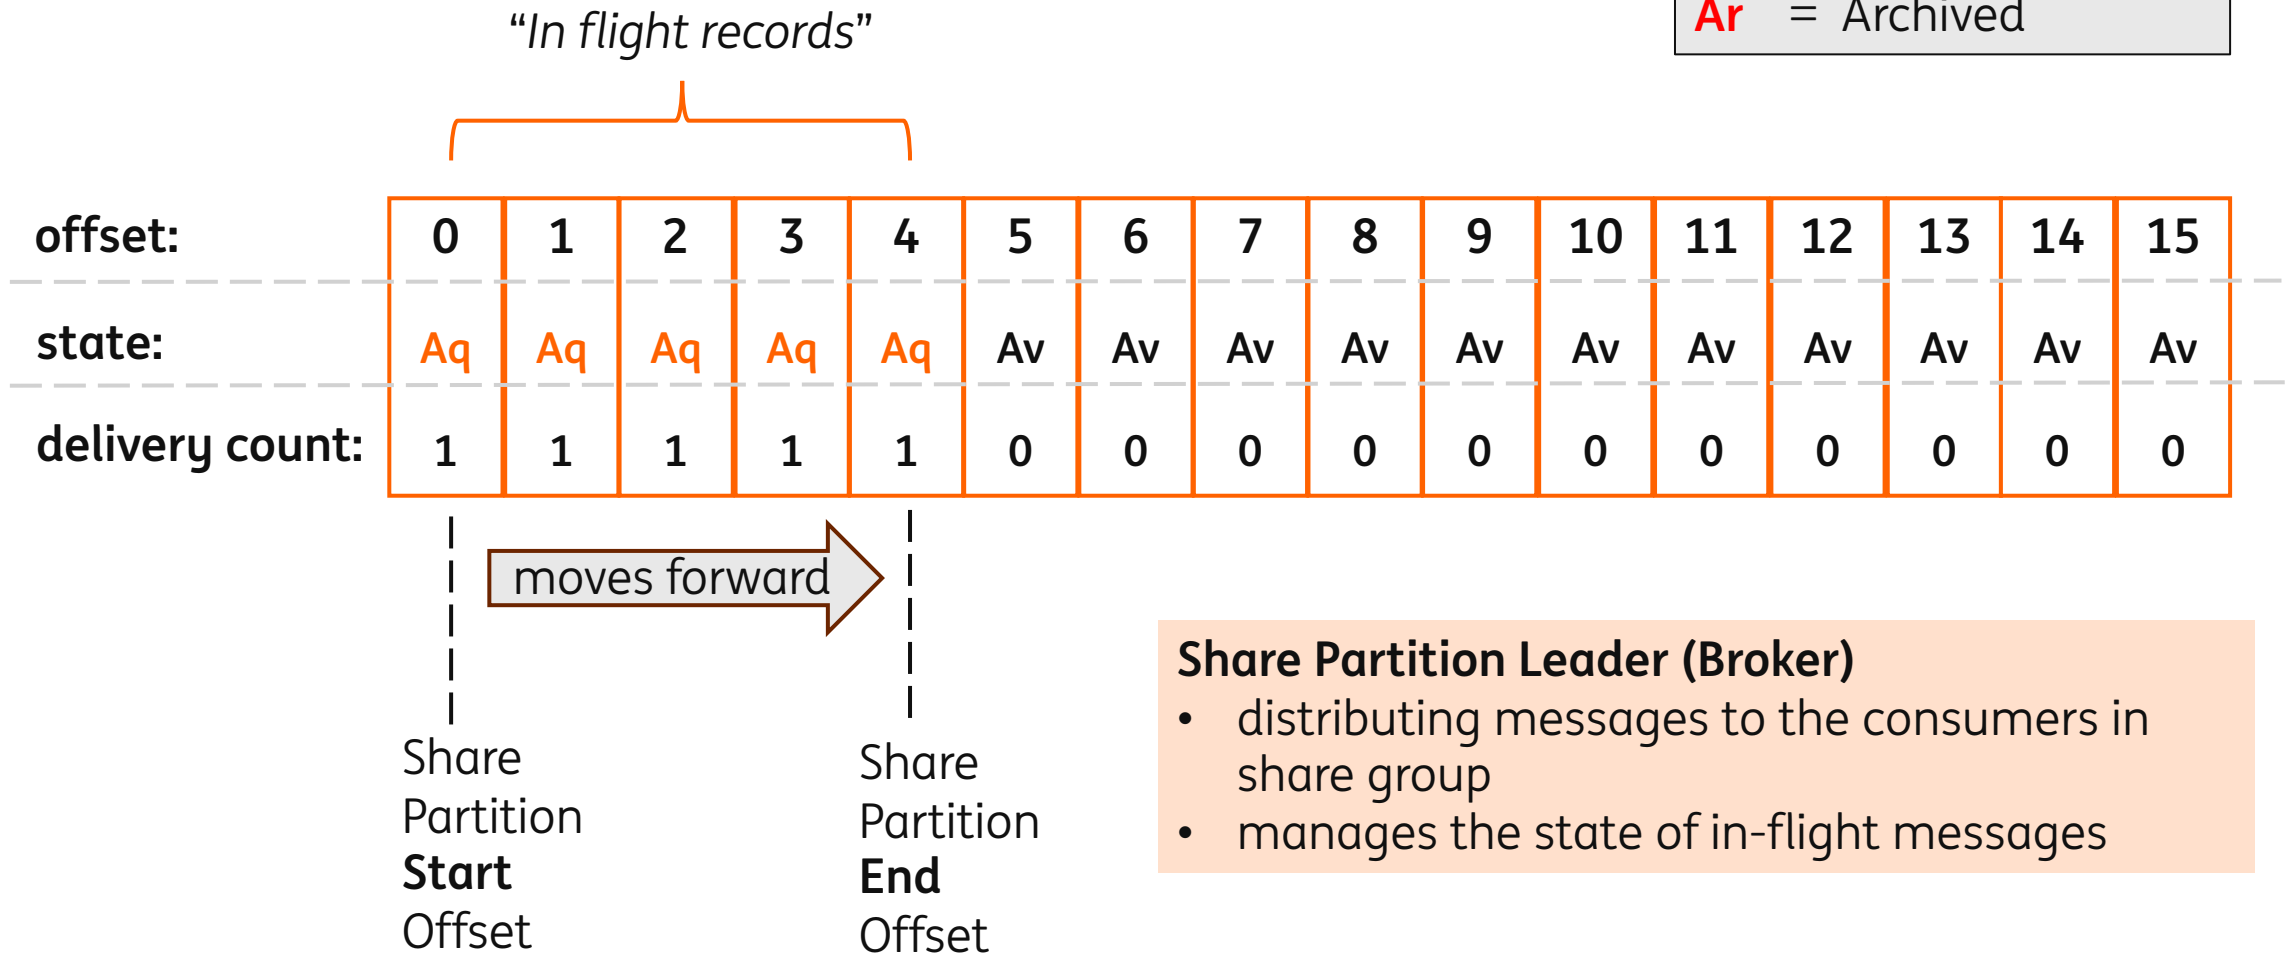 “In flight records”
Ar = Archived
offset: 0 1 2 3 4 5 6 7 8 9 10 11 12 13 14 15
state: Aq Aq Aq Aq Aq Av Av Av Av Av Av Av Av Av Av Av
delivery count: 1 1 1 1 1 0 0 0 0 0 0 0 0 0 0 0
moves forward
Share
Partition
Start
Offset
Share
Partition
End
Offset
Share Partition Leader (Broker)
• distributing messages to the consumers in
share group
• manages the state of in-flight messages